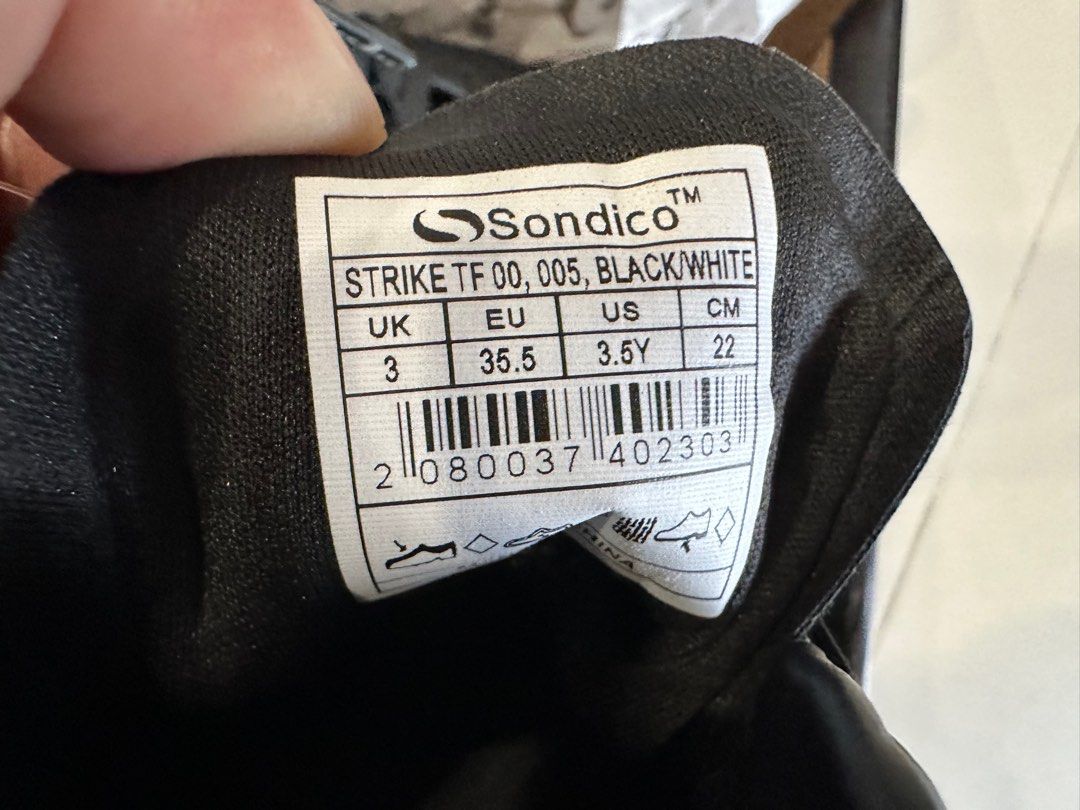 Sondico™
STRIKE TF 00, 005, BLACK/WHITE
UK EU US CM
3 35.5 3.5Y 22
2 080037 402303